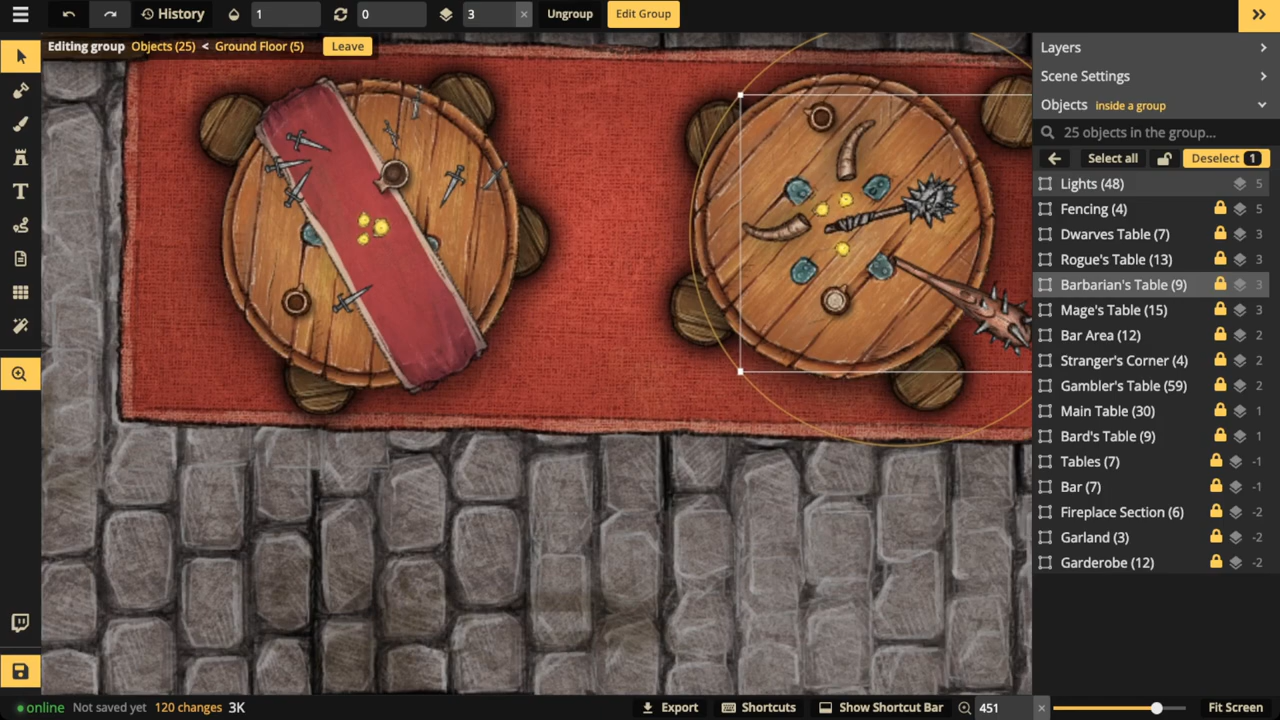 History 1 0 3 × Ungroup Edit Group
Editing group Objects (25) < Ground Floor (5) Leave
Layers
Scene Settings
Objects inside a group
25 objects in the group...
Select all Deselect 1
Lights (48) 5
Fencing (4) 5
Dwarves Table (7) 3
Rogue's Table (13) 3
Barbarian's Table (9) 3
Mage's Table (15) 3
Bar Area (12) 2
Stranger's Corner (4) 2
Gambler's Table (59) 2
Main Table (30) 1
Bard's Table (9) 1
Tables (7) -1
Bar (7) -1
Fireplace Section (6) -2
Garland (3) -2
Garderobe (12) -2
online Not saved yet 120 changes 3K Export Shortcuts Show Shortcut Bar 451 × Fit Screen